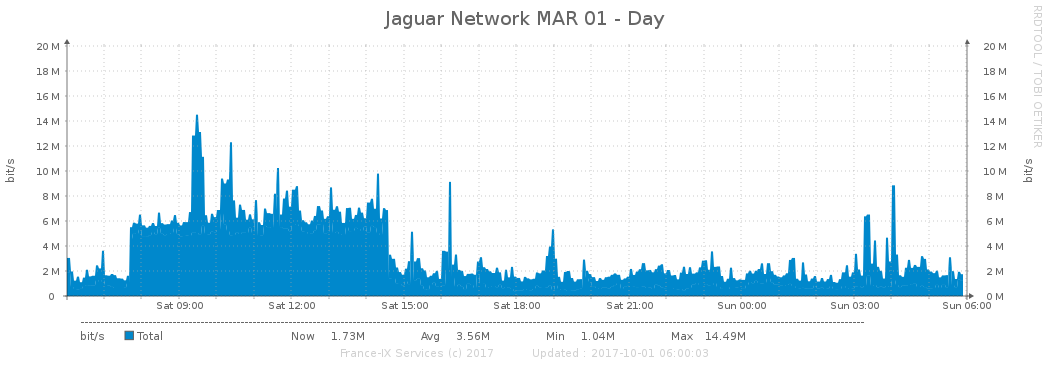 Jaguar Network MAR 01 - Day
RRDTOOL / TOBI OETIKER
20 M 20 M
18 M 18 M
16 M 16 M
14 M 14 M
12 M 12 M
10 M 10 M
8 M 8 M
6 M 6 M
4 M 4 M
2 M 2 M
0 0 M
bit/s
bit/s
Sat 09:00 Sat 12:00 Sat 15:00 Sat 18:00 Sat 21:00 Sun 00:00 Sun 03:00 Sun 06:00
bit/s Total Now 1.73M Avg 3.56M Min 1.04M Max 14.49M
France-IX Services (c) 2017 Updated : 2017-10-01 06:00:03